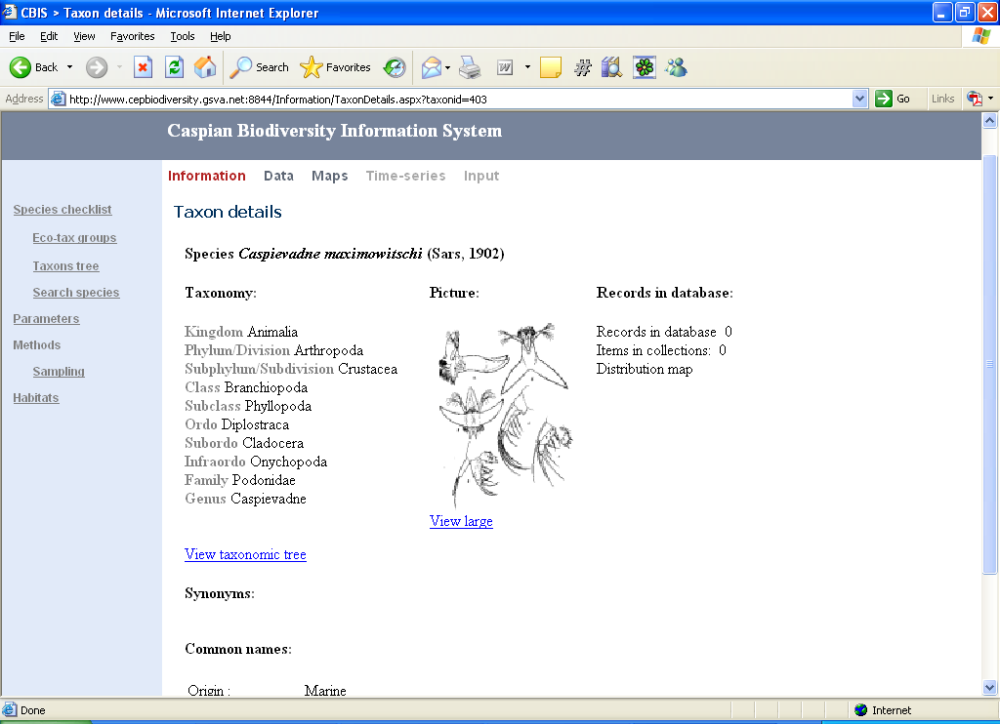 CBIS > Taxon details - Microsoft Internet Explorer
File Edit View Favorites Tools Help
Back Search Favorites
Address http://www.cepbiodiversity.gsva.net:8844/Information/TaxonDetails.aspx?taxonid=403 Go Links
Caspian Biodiversity Information System
Information Data Maps Time-series Input
Species checklist
Eco-tax groups
Taxons tree
Search species
Parameters
Methods
Sampling
Habitats
Taxon details
Species Caspievadne maximowitschi (Sars, 1902)
Taxonomy:
Kingdom Animalia
Phylum/Division Arthropoda
Subphylum/Subdivision Crustacea
Class Branchiopoda
Subclass Phyllopoda
Ordo Diplostraca
Subordo Cladocera
Infraordo Onychopoda
Family Podonidae
Genus Caspievadne
Picture:
View large
Records in database:
Records in database 0
Items in collections: 0
Distribution map
View taxonomic tree
Synonyms:
Common names:
Origin : Marine
Done Internet